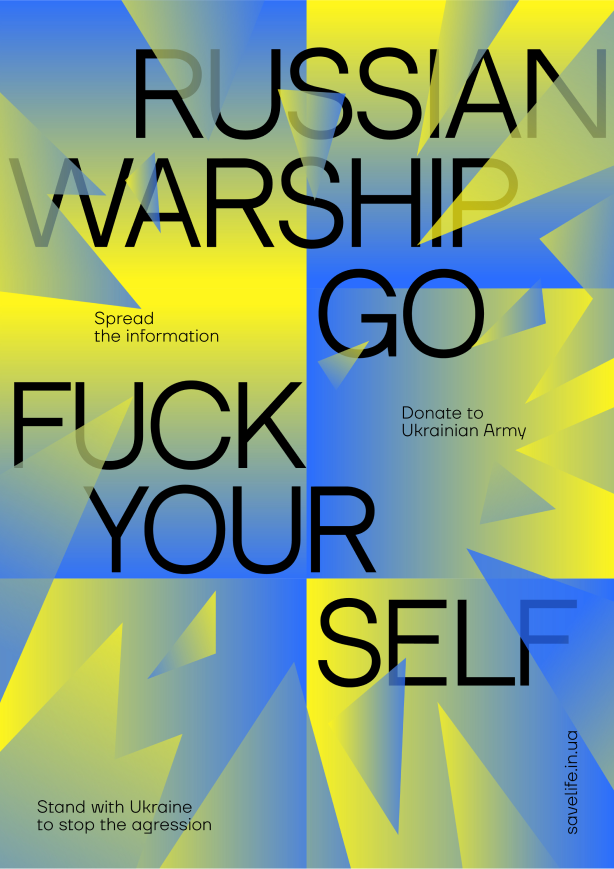 RUSSIAN
WARSHIP
GO
Spread
the information
FUCK
Donate to
Ukrainian Army
YOUR
SELF
Stand with Ukraine
to stop the agression
savelife.in.ua